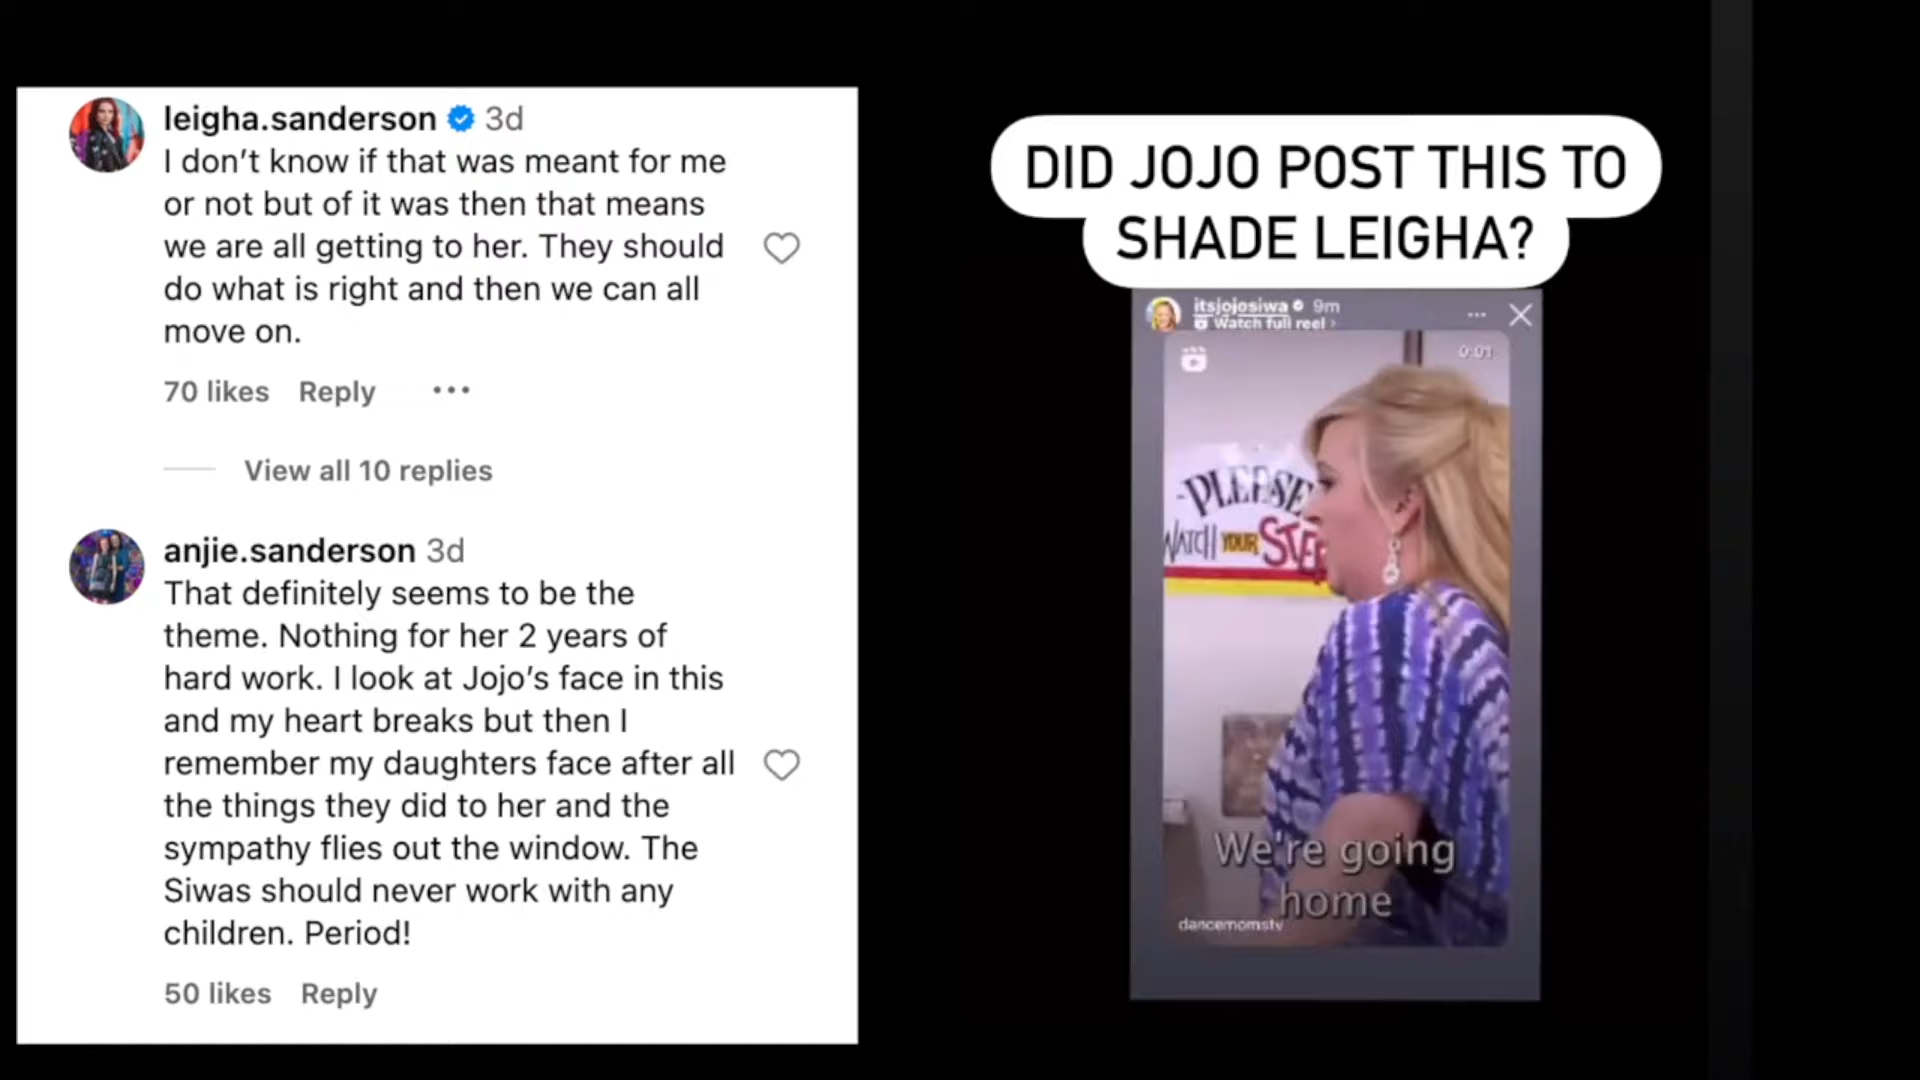 leigha.sanderson 3d
I don't know if that was meant for me
or not but of it was then that means
we are all getting to her. They should
do what is right and then we can all
move on.
70 likes Reply ...
View all 10 replies
anjie.sanderson 3d
That definitely seems to be the
theme. Nothing for her 2 years of
hard work. I look at Jojo's face in this
and my heart breaks but then I
remember my daughters face after all
the things they did to her and the
sympathy flies out the window. The
Siwas should never work with any
children. Period!
50 likes Reply
DID JOJO POST THIS TO
SHADE LEIGHA?
itsjojosiwa 9m
Watch full reel >
0:01
-PLEASE
WATCH YOUR STEP
We're going
home
dancemomstv